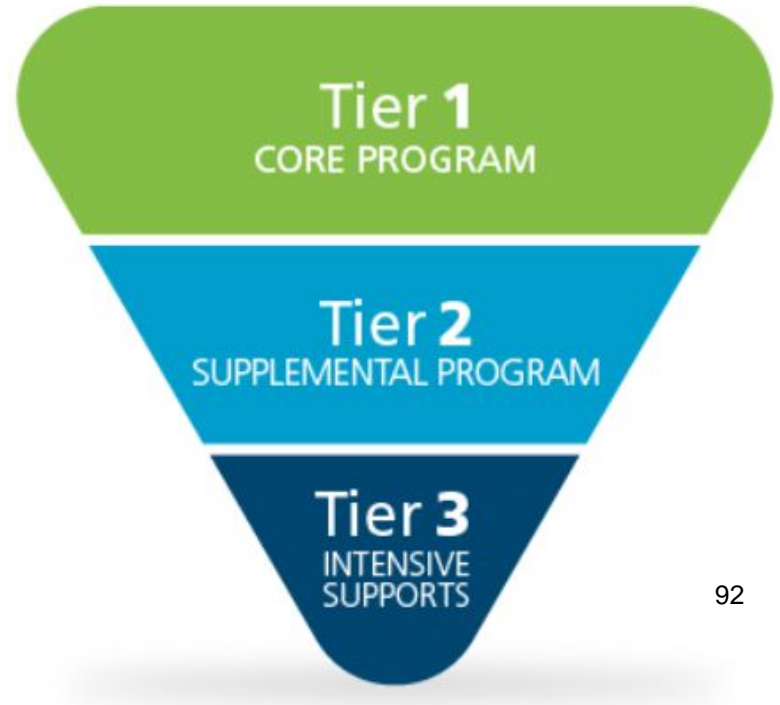 Tier 1
CORE PROGRAM
Tier 2
SUPPLEMENTAL PROGRAM
Tier 3
INTENSIVE
SUPPORTS
92